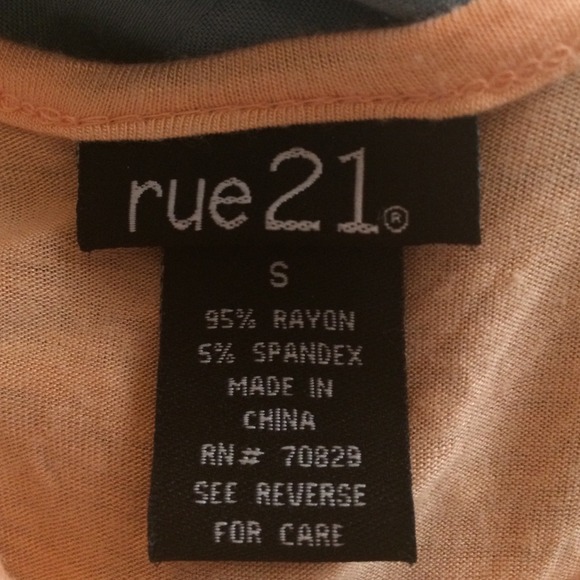 rue21®
S
95% RAYON
5% SPANDEX
MADE IN
CHINA
RN# 70829
SEE REVERSE
FOR CARE